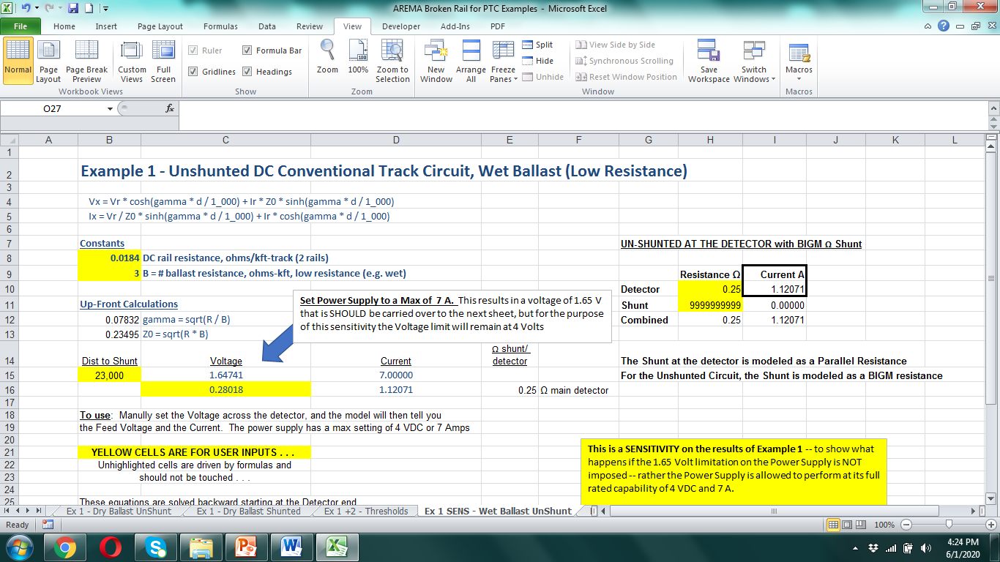 AREMA Broken Rail for PTC Examples - Microsoft Excel
File Home Insert Page Layout Formulas Data Review View Developer Add-Ins PDF
Normal Page Layout Page Break Preview Custom Views Full Screen
Workbook Views
Ruler Formula Bar
Gridlines Headings
Show
Zoom 100% Zoom to Selection
Zoom
New Window Arrange All Freeze Panes
Split
Hide
Unhide
View Side by Side
Synchronous Scrolling
Reset Window Position
Save Workspace Switch Windows
Window
Macros
Macros
O27 fx
A B C D E F G H I J K L
1
2 Example 1 - Unshunted DC Conventional Track Circuit, Wet Ballast (Low Resistance)
3
4 Vx = Vr * cosh(gamma * d / 1_000) + Ir * Z0 * sinh(gamma * d / 1_000)
5 Ix = Vr / Z0 * sinh(gamma * d / 1_000) + Ir * cosh(gamma * d / 1_000)
6
7 Constants UN-SHUNTED AT THE DETECTOR with BIGM Ω Shunt
8 0.0184 DC rail resistance, ohms/kft-track (2 rails)
9 3 B = # ballast resistance, ohms-kft, low resistance (e.g. wet) Resistance Ω Current A
10 Detector 0.25 1.12071
11 Up-Front Calculations Shunt 9999999999 0.00000
12 0.07832 gamma = sqrt(R / B) Combined 0.25 1.12071
13 0.23495 Z0 = sqrt(R * B)
Set Power Supply to a Max of 7 A. This results in a voltage of 1.65 V
that is SHOULD be carried over to the next sheet, but for the purpose
of this sensitivity the Voltage limit will remain at 4 Volts
Ω shunt/
14 Dist to Shunt Voltage Current detector The Shunt at the detector is modeled as a Parallel Resistance
15 23,000 1.64741 7.00000 For the Unshunted Circuit, the Shunt is modeled as a BIGM resistance
16 0.28018 1.12071 0.25 Ω main detector
17
18 To use: Manully set the Voltage across the detector, and the model will then tell you
19 the Feed Voltage and the Current. The power supply has a max setting of 4 VDC or 7 Amps
20
21 YELLOW CELLS ARE FOR USER INPUTS . . .
22 Unhighlighted cells are driven by formulas and
23 should not be touched . . .
24
25 These equations are solved backward starting at the Detector end
This is a SENSITIVITY on the results of Example 1 -- to show what
happens if the 1.65 Volt limitation on the Power Supply is NOT
imposed -- rather the Power Supply is allowed to perform at its full
rated capability of 4 VDC and 7 A.
Ex 1 - Dry Ballast UnShunt Ex 1 - Dry Ballast Shunted Ex 1 +2 - Thresholds Ex 1 SENS - Wet Ballast UnShunt
Ready 100%
4:24 PM
6/1/2020